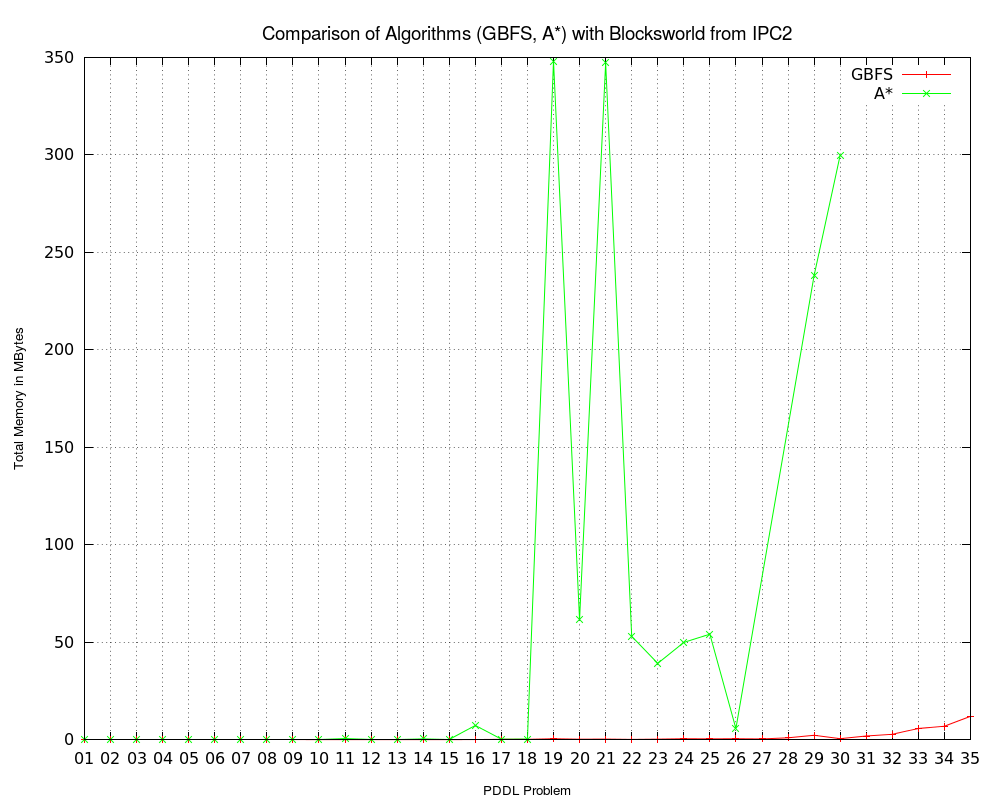 Comparison of Algorithms (GBFS, A*) with Blocksworld from IPC2
GBFS
A*
350
300
250
200
150
100
50
0
Total Memory in MBytes
01 02 03 04 05 06 07 08 09 10 11 12 13 14 15 16 17 18 19 20 21 22 23 24 25 26 27 28 29 30 31 32 33 34 35
PDDL Problem